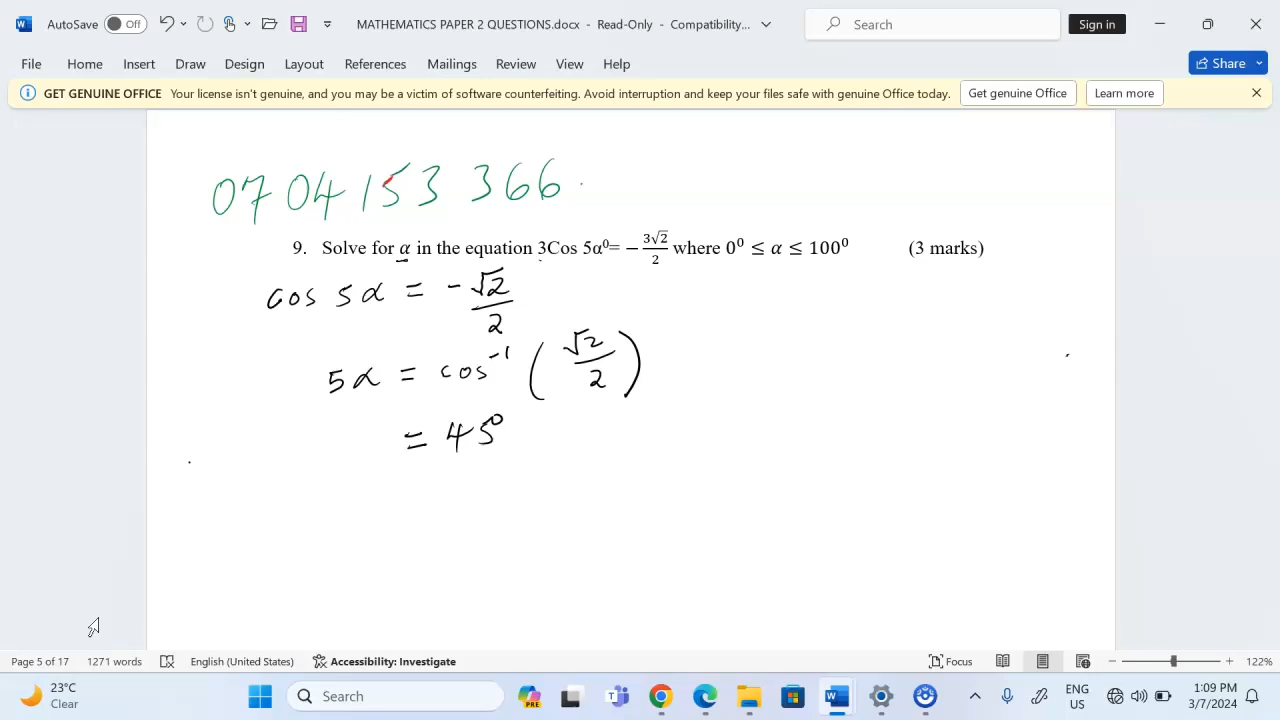 AutoSave Off MATHEMATICS PAPER 2 QUESTIONS.docx - Read-Only - Compatibility... Search Sign in
File Home Insert Draw Design Layout References Mailings Review View Help Share
GET GENUINE OFFICE Your license isn't genuine, and you may be a victim of software counterfeiting. Avoid interruption and keep your files safe with genuine Office today. Get genuine Office Learn more
0704153 366
9. Solve for α in the equation 3Cos 5α⁰= −3√2/2 where 0⁰ ≤ α ≤ 100⁰ (3 marks)
cos 5α = -√2/2
5α = cos⁻¹ (√2/2)
= 45⁰
Page 5 of 17 1271 words English (United States) Accessibility: Investigate Focus 122%
23°C
Clear
Search
PRE
ENG
US
1:09 PM
3/7/2024